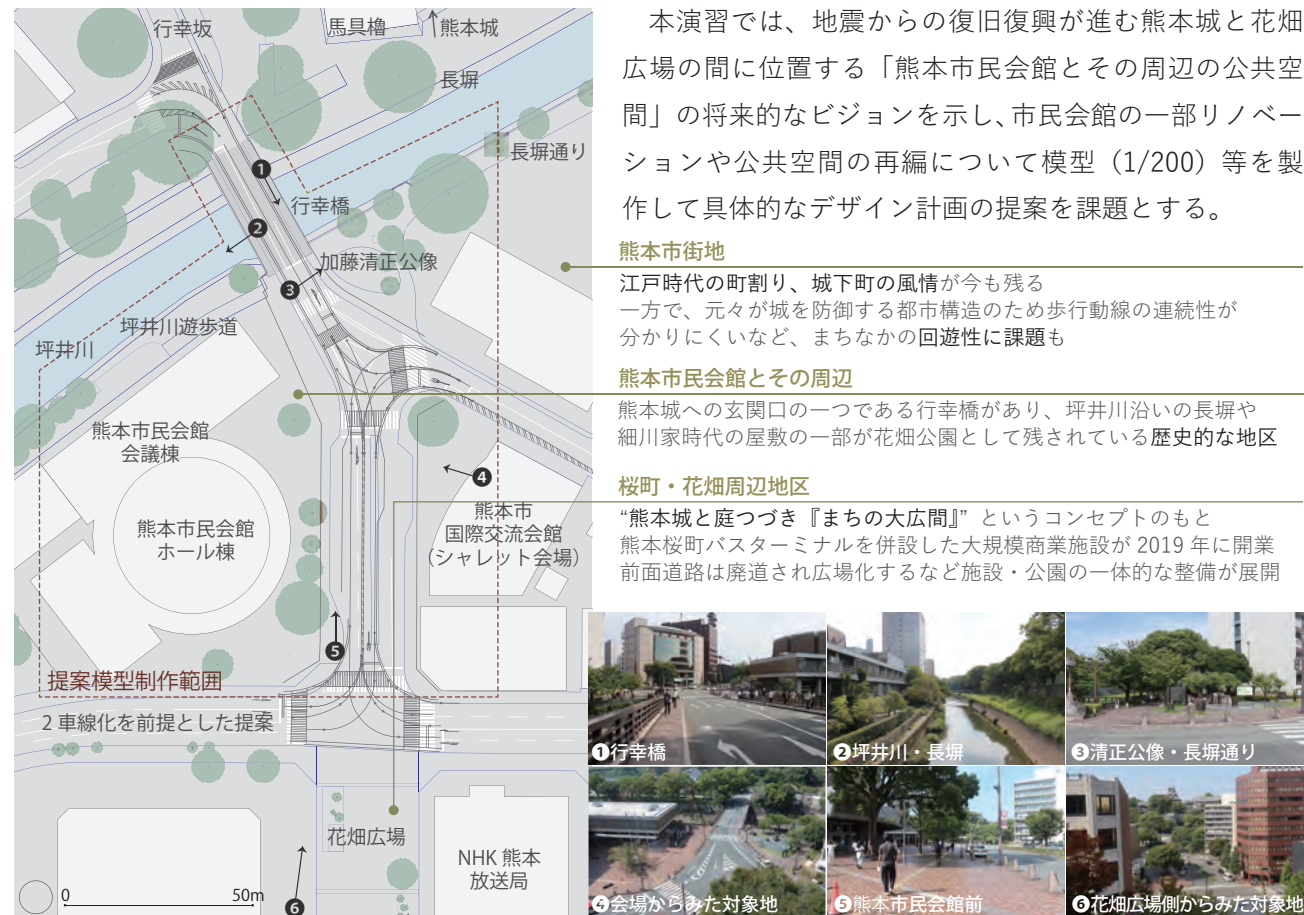 行幸坂
馬具櫓
熊本城
長塀
長塀通り
❶
行幸橋
❷
加藤清正公像
❸
坪井川遊歩道
坪井川
熊本市民会館
会議棟
❹
熊本市民会館
ホール棟
熊本市
国際交流会館
(シャレット会場)
❺
提案模型制作範囲
2 車線化を前提とした提案
花畑広場
NHK 熊本
放送局
0
50m
❻
本演習では、地震からの復旧復興が進む熊本城と花畑
広場の間に位置する「熊本市民会館とその周辺の公共空
間」の将来的なビジョンを示し、市民会館の一部リノベー
ションや公共空間の再編について模型（1/200）等を製
作して具体的なデザイン計画の提案を課題とする。
熊本市街地
江戸時代の町割り、城下町の風情が今も残る
一方で、元々が城を防御する都市構造のため歩行動線の連続性が
分かりにくいなど、まちなかの回遊性に課題も
熊本市民会館とその周辺
熊本城への玄関口の一つである行幸橋があり、坪井川沿いの長塀や
細川家時代の屋敷の一部が花畑公園として残されている歴史的な地区
桜町・花畑周辺地区
“熊本城と庭つづき『まちの大広間』” というコンセプトのもと
熊本桜町バスターミナルを併設した大規模商業施設が 2019 年に開業
前面道路は廃道され広場化するなど施設・公園の一体的な整備が展開
❶行幸橋
❷坪井川・長塀
❸清正公像・長塀通り
❹会場からみた対象地
❺熊本市民会館前
❻花畑広場側からみた対象地